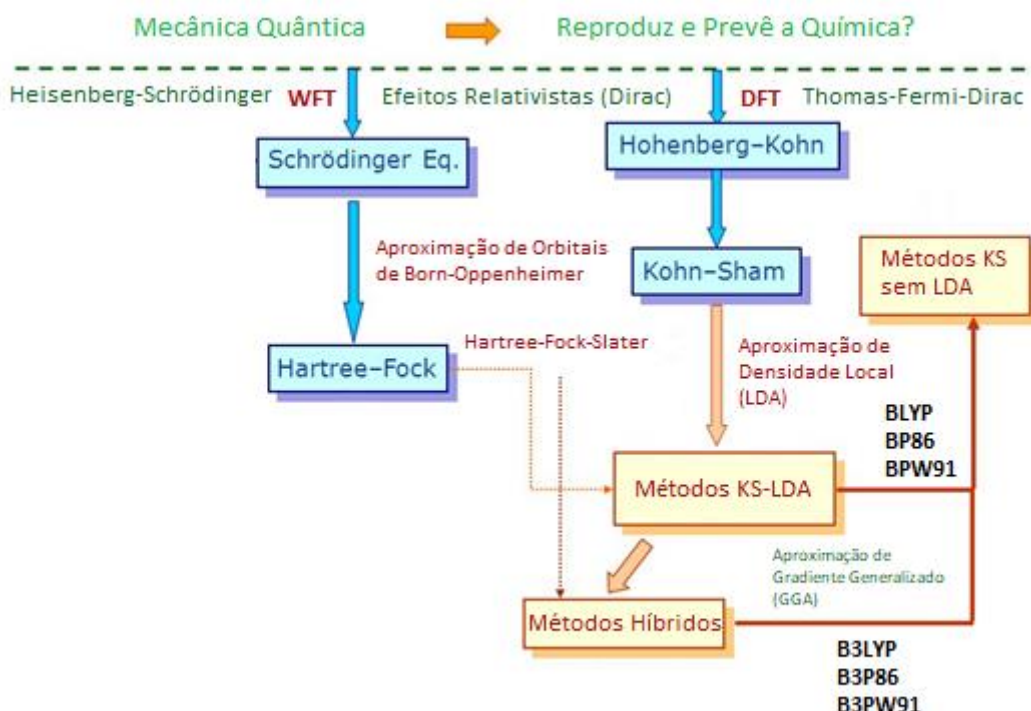 Mecânica Quântica
Reproduz e Prevê a Química?
Heisenberg-Schrödinger
WFT
Efeitos Relativistas (Dirac)
DFT
Thomas-Fermi-Dirac
Schrödinger Eq.
Hohenberg–Kohn
Aproximação de Orbitais
de Born-Oppenheimer
Kohn–Sham
Métodos KS
sem LDA
Hartree–Fock
Hartree-Fock-Slater
Aproximação de
Densidade Local
(LDA)
BLYP
BP86
BPW91
Métodos KS-LDA
Aproximação de
Gradiente Generalizado
(GGA)
Métodos Híbridos
B3LYP
B3P86
B3PW91